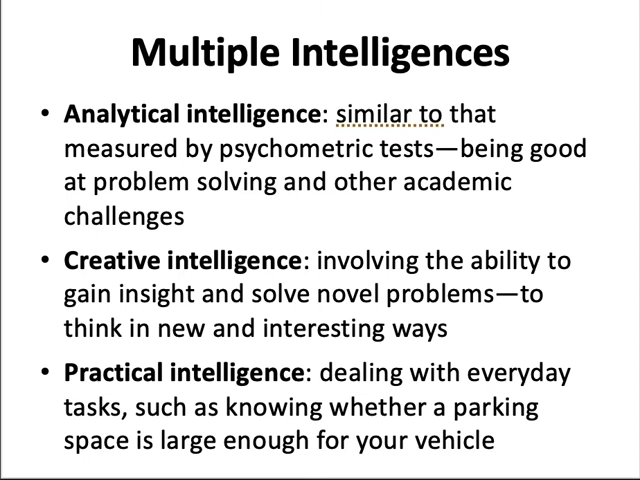 Multiple Intelligences
• Analytical intelligence: similar to that
measured by psychometric tests—being good
at problem solving and other academic
challenges
• Creative intelligence: involving the ability to
gain insight and solve novel problems—to
think in new and interesting ways
• Practical intelligence: dealing with everyday
tasks, such as knowing whether a parking
space is large enough for your vehicle